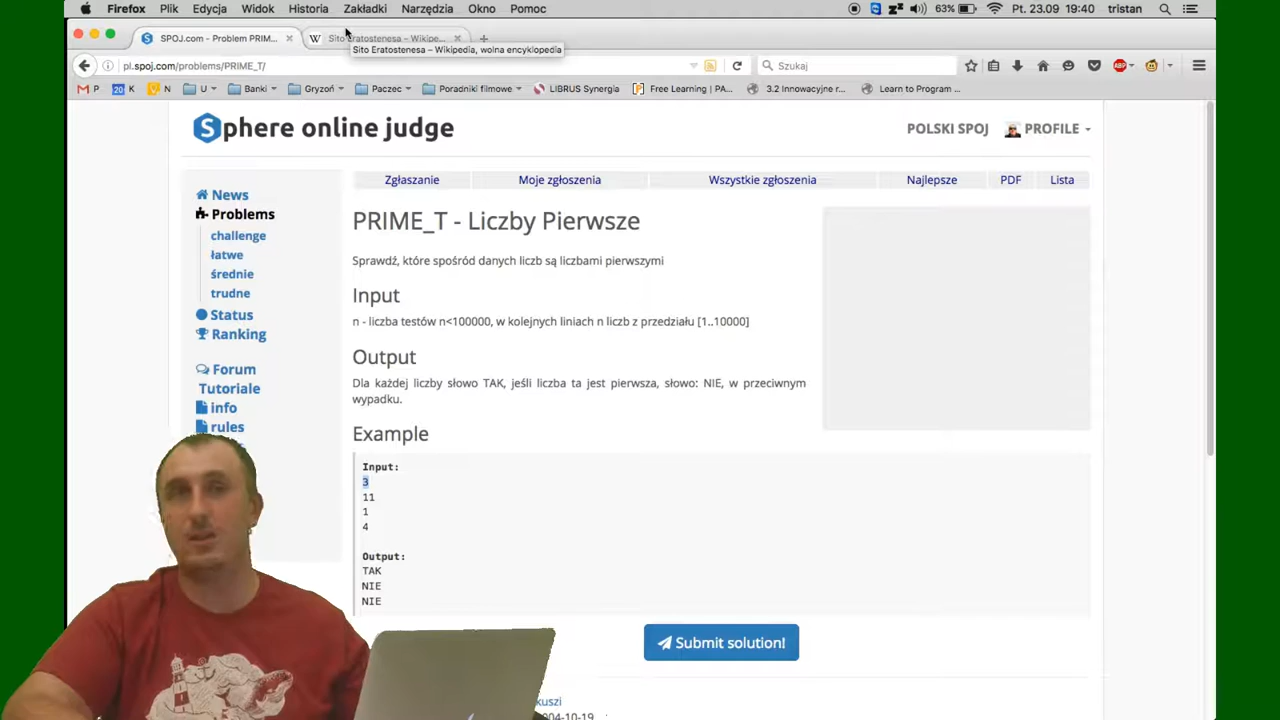 Firefox Plik Edycja Widok Historia Zakładki Narzędzia Okno Pomoc 63% Pt. 23.09 19:40 tristan
SPOJ.com - Problem PRIM... Sito Eratostenesa – Wikipe...
Sito Eratostenesa – Wikipedia, wolna encyklopedia
pl.spoj.com/problems/PRIME_T/ Szukaj ABP
P 20 K N U Banki Gryzoń Paczec Poradniki filmowe LIBRUS Synergia Free Learning | PA... 3.2 Innowacyjne r... Learn to Program ...
Sphere online judge POLSKI SPOJ PROFILE
Zgłaszanie Moje zgłoszenia Wszystkie zgłoszenia Najlepsze PDF Lista
News
Problems
challenge
łatwe
średnie
trudne
Status
Ranking
Forum
Tutoriale
info
rules
PRIME_T - Liczby Pierwsze
Sprawdź, które spośród danych liczb są liczbami pierwszymi
Input
n - liczba testów n<100000, w kolejnych liniach n liczb z przedziału [1..10000]
Output
Dla każdej liczby słowo TAK, jeśli liczba ta jest pierwsza, słowo: NIE, w przeciwnym
wypadku.
Example
Input:
3
11
1
4
Output:
TAK
NIE
NIE
Submit solution!